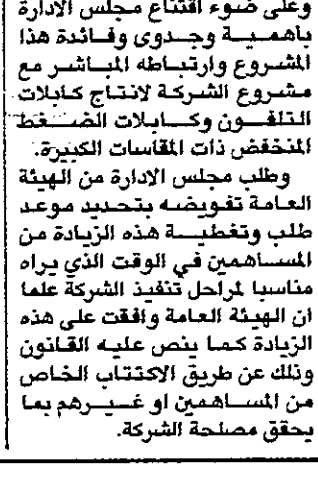 وعلى ضوء اقتناع مجلس الادارة
باهمية وجدوى وفائدة هذا
المشروع وارتباطه المباشر مع
مشروع الشركة لانتاج كابلات
التلفون وكابلات الضغط
المنخفض ذات المقاسات الكبيرة.
وطلب مجلس الادارة من الهيئة
العامة تفويضه بتحديد موعد
طلب وتغطية هذه الزيادة من
المساهمين في الوقت الذي يراه
مناسبا لمراحل تنفيذ الشركة علما
ان الهيئة العامة وافقت على هذه
الزيادة كما ينص عليه القانون
وذلك عن طريق الاكتتاب الخاص
من المساهمين او غيرهم بما
يحقق مصلحة الشركة.